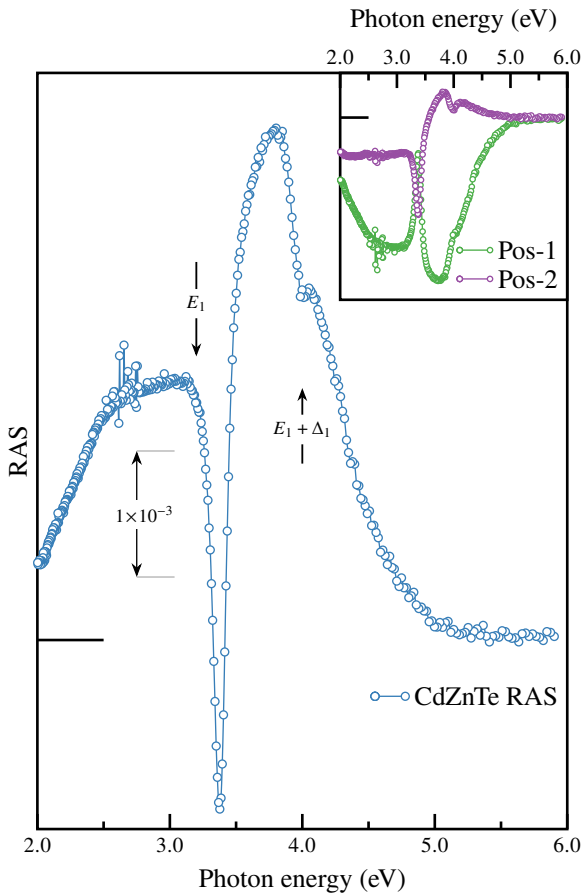 Photon energy (eV)
2.0 3.0 4.0 5.0 6.0
Pos-1
Pos-2
E₁
E₁ + Δ₁
RAS
1×10⁻³
CdZnTe RAS
2.0 3.0 4.0 5.0 6.0
Photon energy (eV)